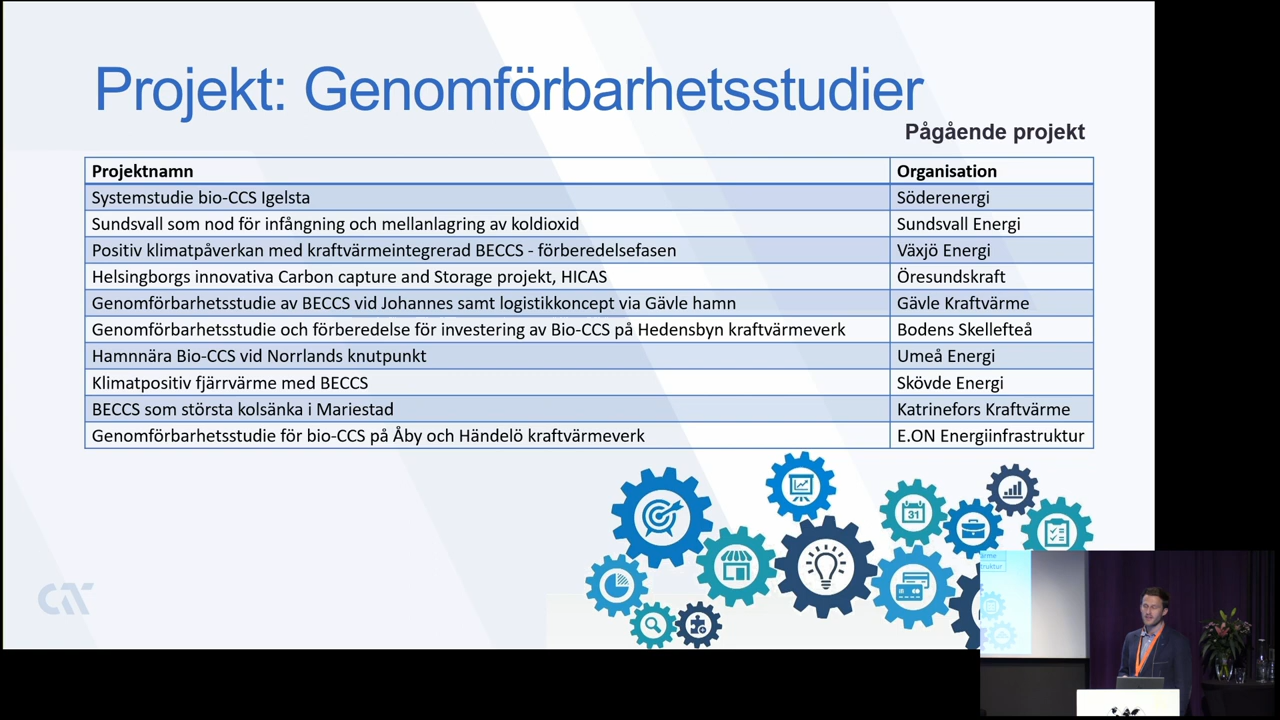 Projekt: Genomförbarhetsstudier
Pågående projekt
Projektnamn Organisation
Systemstudie bio-CCS Igelsta Söderenergi
Sundsvall som nod för infångning och mellanlagring av koldioxid Sundsvall Energi
Positiv klimatpåverkan med kraftvärmeintegrerad BECCS - förberedelsefasen Växjö Energi
Helsingborgs innovativa Carbon capture and Storage projekt, HICAS Öresundskraft
Genomförbarhetsstudie av BECCS vid Johannes samt logistikkoncept via Gävle hamn Gävle Kraftvärme
Genomförbarhetsstudie och förberedelse för investering av Bio-CCS på Hedensbyn kraftvärmeverk Bodens Skellefteå
Hamnnära Bio-CCS vid Norrlands knutpunkt Umeå Energi
Klimatpositiv fjärrvärme med BECCS Skövde Energi
BECCS som största kolsänka i Mariestad Katrinefors Kraftvärme
Genomförbarhetsstudie för bio-CCS på Åby och Händelö kraftvärmeverk E.ON Energiinfrastruktur
31